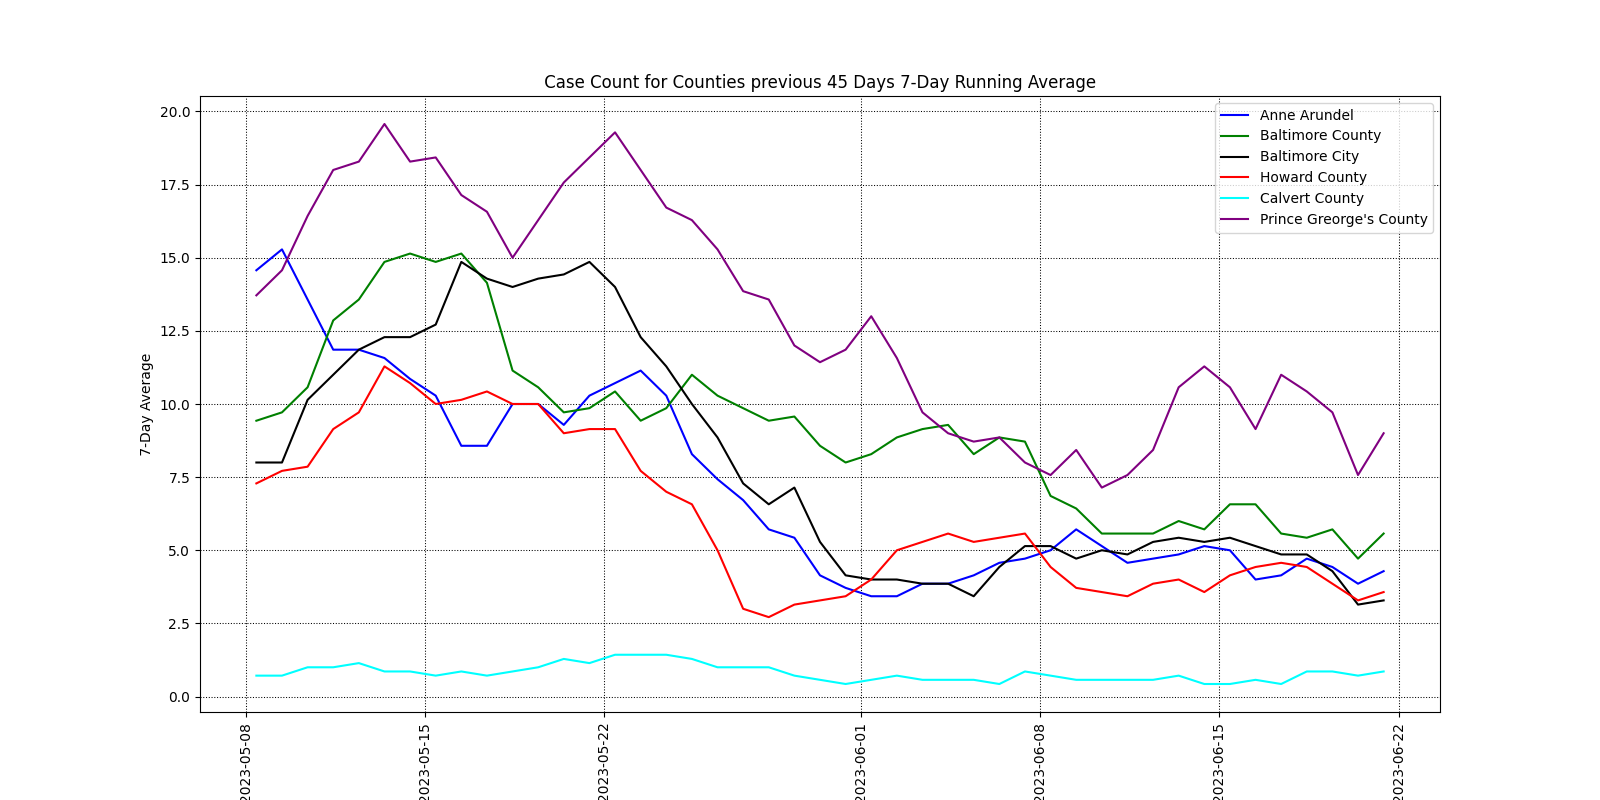 Case Count for Counties previous 45 Days 7-Day Running Average
20.0
17.5
15.0
12.5
10.0
7.5
5.0
2.5
0.0
7-Day Average
Anne Arundel
Baltimore County
Baltimore City
Howard County
Calvert County
Prince Greorge's County
2023-05-08
2023-05-15
2023-05-22
2023-06-01
2023-06-08
2023-06-15
2023-06-22